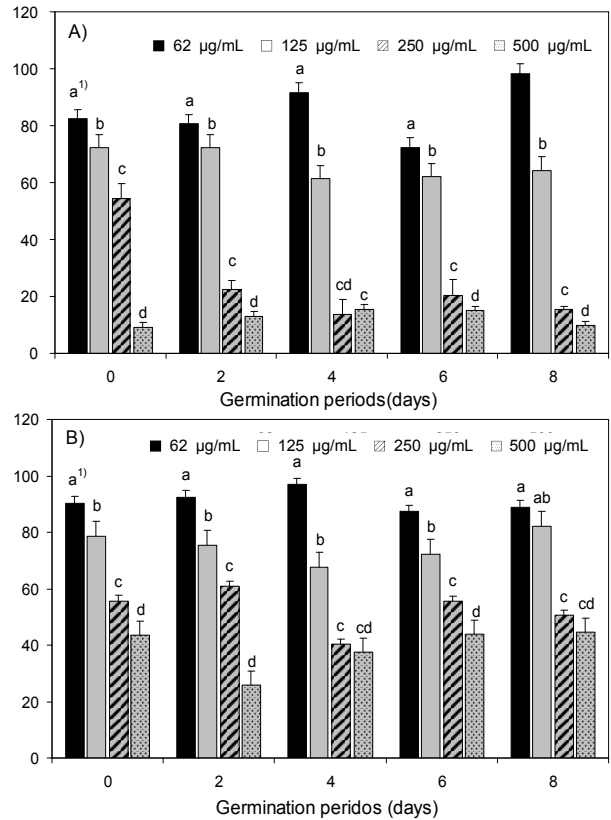 120
A)
62 µg/mL 125 µg/mL 250 µg/mL 500 µg/mL
100
80
60
40
20
0
a1) b c d
a b c d
a b cd c
a b c d
b c d
0 2 4 6 8
Germination periods(days)
120
B)
62 µg/mL 125 µg/mL 250 µg/mL 500 µg/mL
100
80
60
40
20
0
a1) b c d
a b c d
a b c cd
a b c d
a ab c cd
0 2 4 6 8
Germination peridos (days)